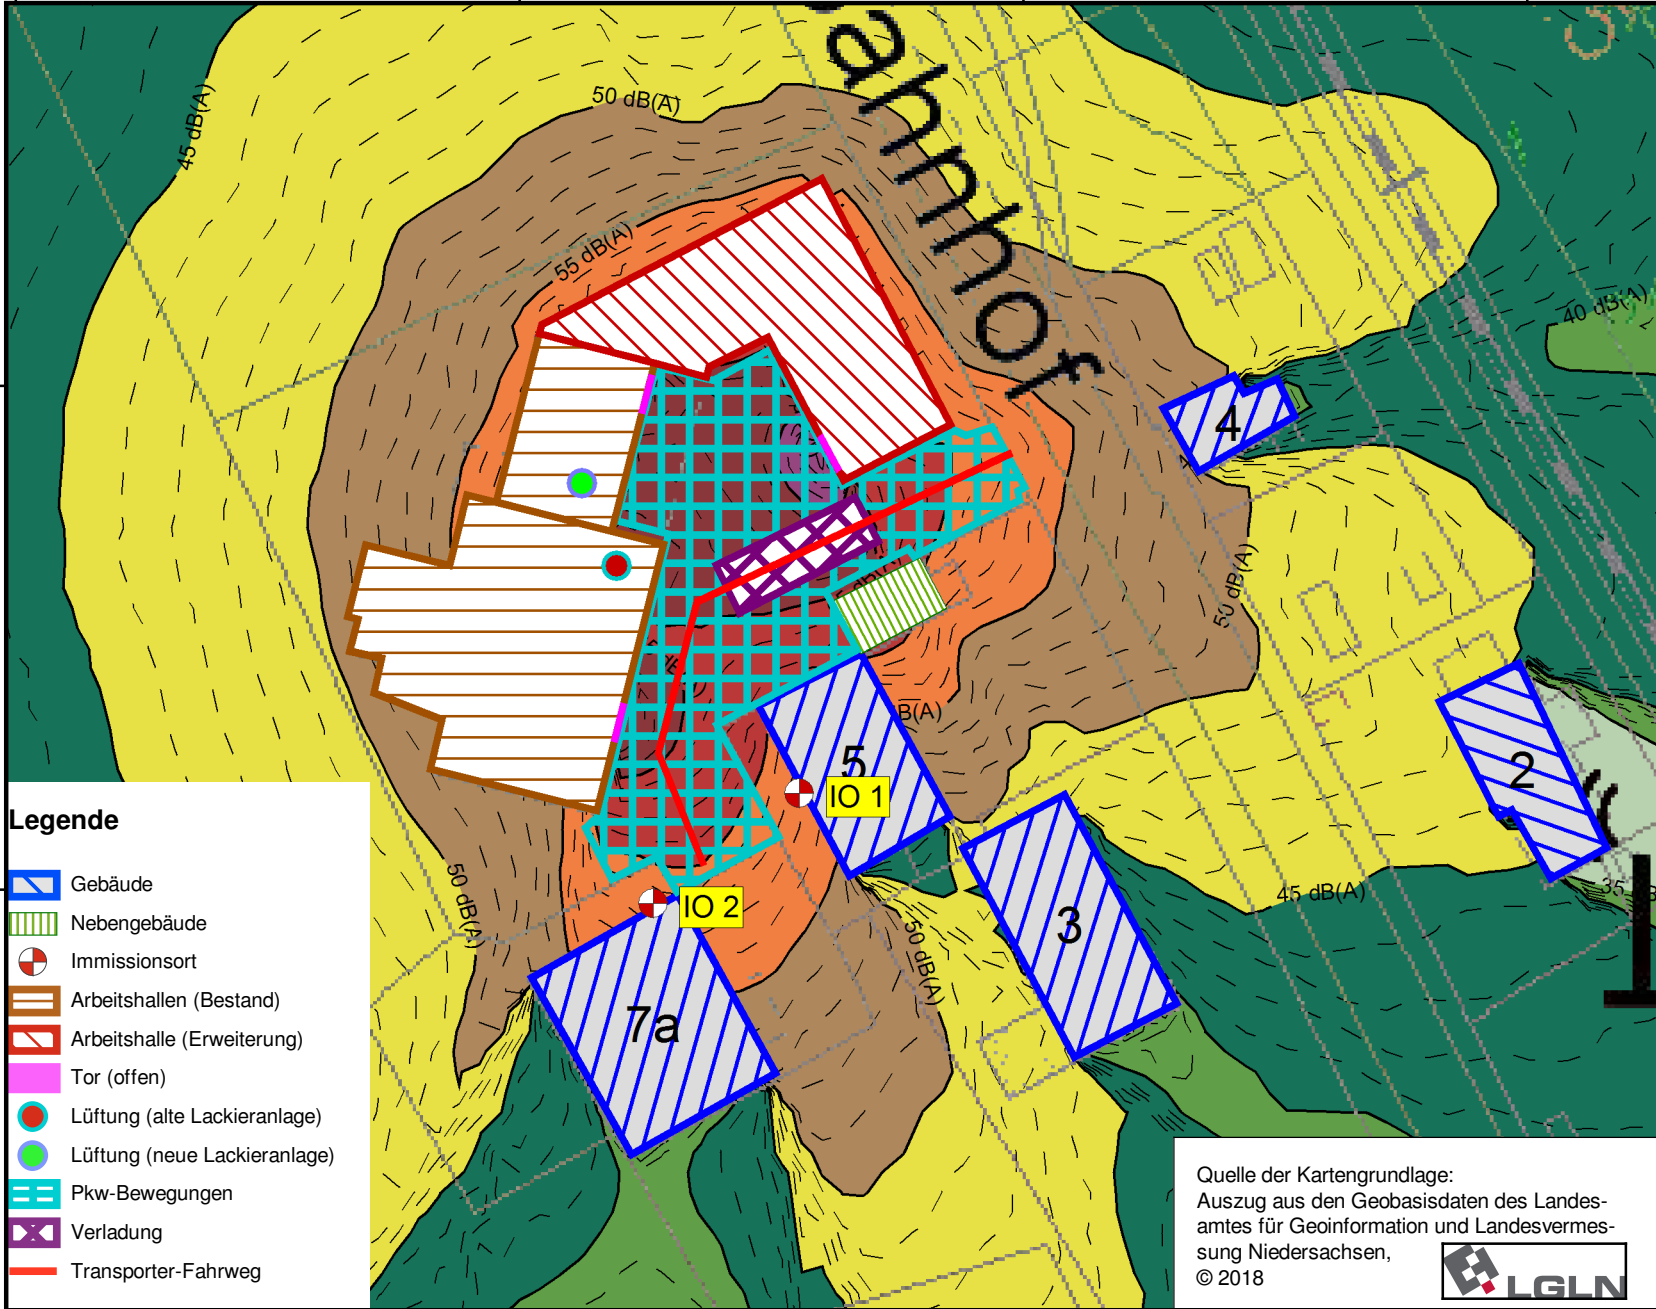 ahnhof
50 dB(A)
45 dB(A)
55 dB(A)
40 dB(A)
4
50 dB(A)
B(A)
5
IO 1
2
3
45 dB(A)
35
50 dB(A)
IO 2
50 dB(A)
7a
Legende
Gebäude
Nebengebäude
Immissionsort
Arbeitshallen (Bestand)
Arbeitshalle (Erweiterung)
Tor (offen)
Lüftung (alte Lackieranlage)
Lüftung (neue Lackieranlage)
Pkw-Bewegungen
Verladung
Transporter-Fahrweg
Quelle der Kartengrundlage:
Auszug aus den Geobasisdaten des Landes-
amtes für Geoinformation und Landesvermes-
sung Niedersachsen,
© 2018
LGLN